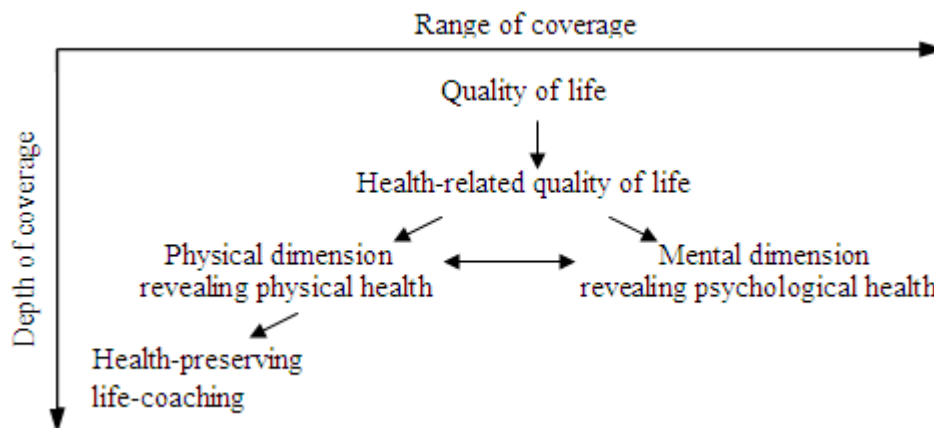 Range of coverage
Depth of coverage
Quality of life
Health-related quality of life
Physical dimension
revealing physical health
Mental dimension
revealing psychological health
Health-preserving
life-coaching